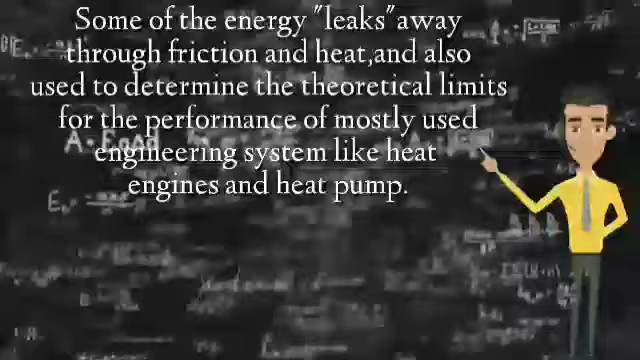 Some of the energy "leaks"away
through friction and heat,and also
used to determine the theoretical limits
for the performance of mostly used
engineering system like heat
engines and heat pump.